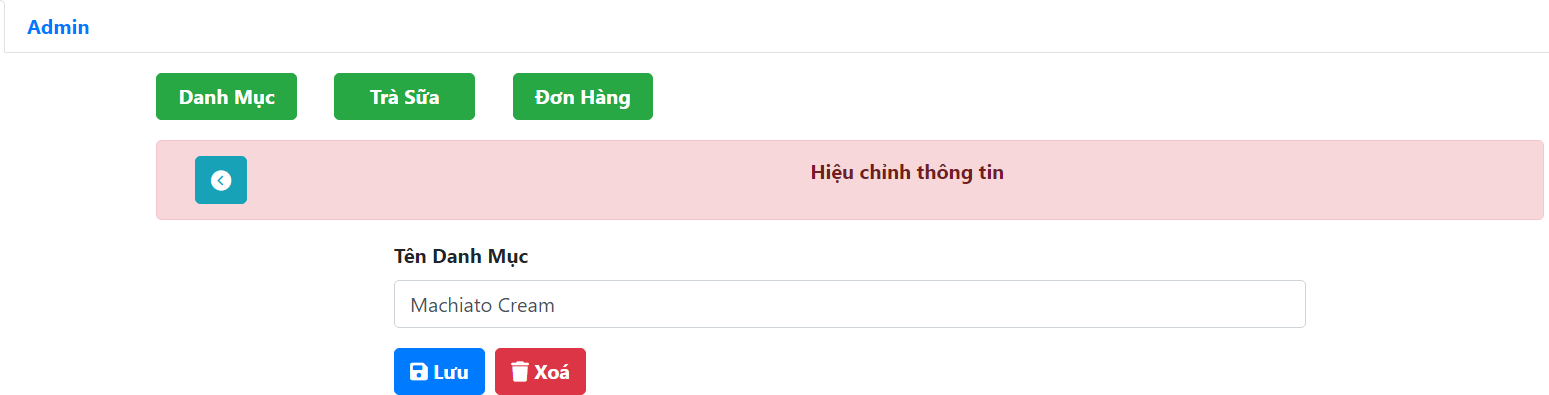 Admin
Danh Mục Trà Sữa Đơn Hàng
Hiệu chỉnh thông tin
Tên Danh Mục
Machiato Cream
Lưu Xoá